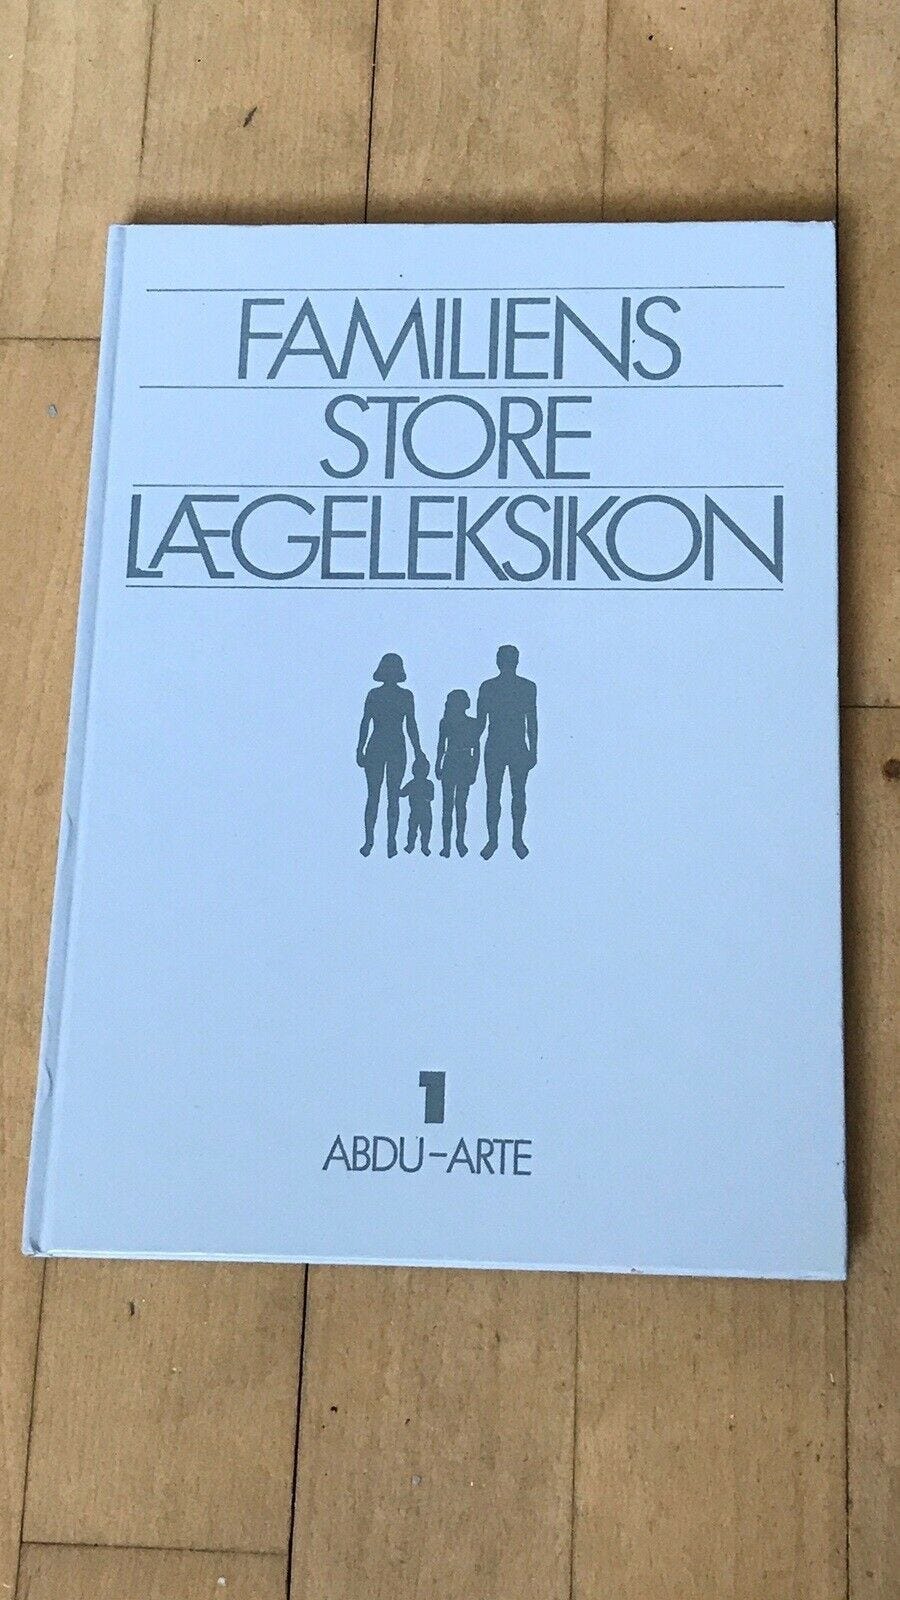 FAMILIENS
STORE
LÆGELEKSIKON
1
ABDU-ARTE